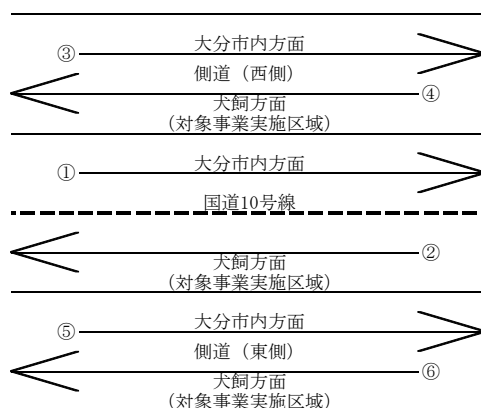 大分市内方面
③
側道（西側）
④
犬飼方面
(対象事業実施区域)
大分市内方面
①
国道10号線
②
犬飼方面
(対象事業実施区域)
大分市内方面
⑤
側道（東側）
⑥
犬飼方面
(対象事業実施区域)